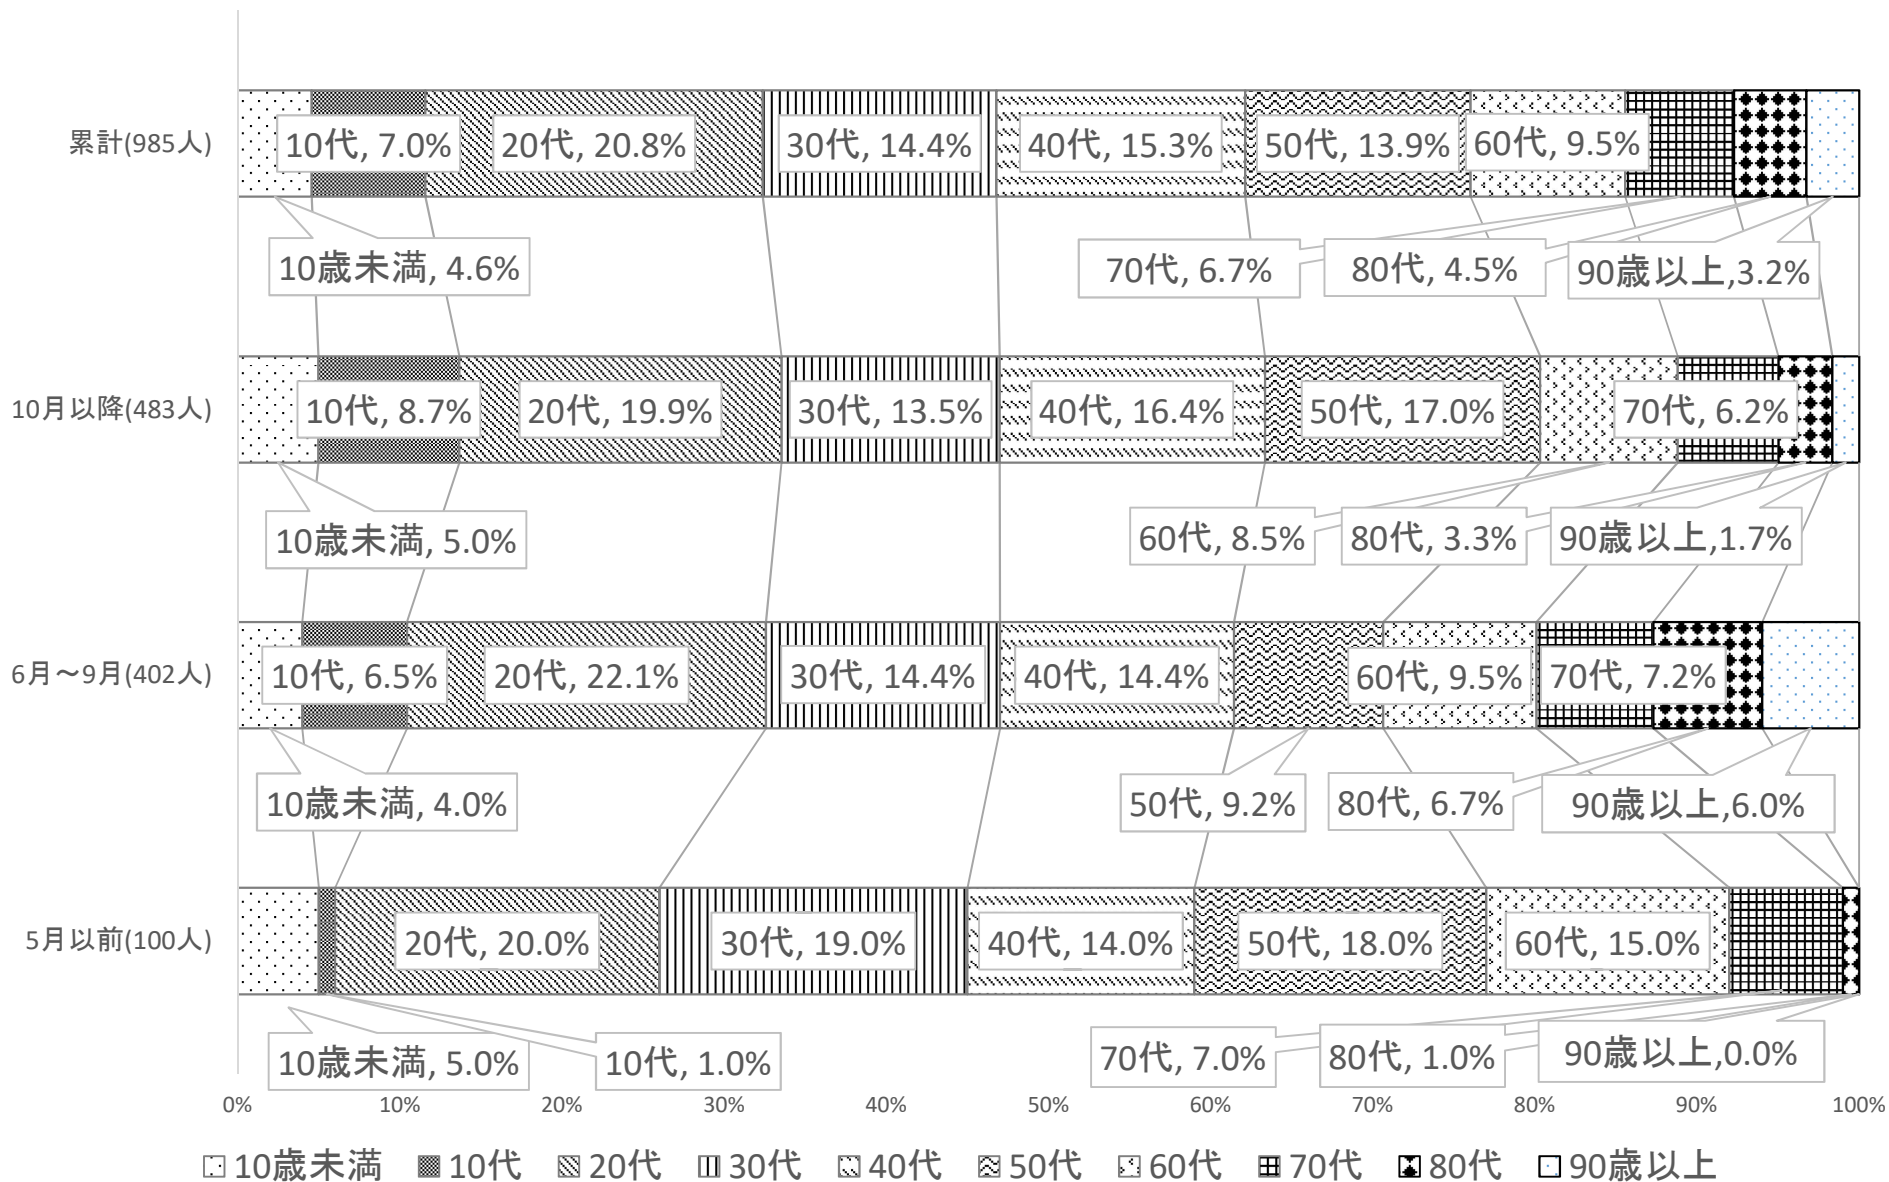 累計(985人)
10代, 7.0%
20代, 20.8%
30代, 14.4%
40代, 15.3%
50代, 13.9%
60代, 9.5%
10歳未満, 4.6%
70代, 6.7%
80代, 4.5%
90歳以上,3.2%
10月以降(483人)
10代, 8.7%
20代, 19.9%
30代, 13.5%
40代, 16.4%
50代, 17.0%
70代, 6.2%
10歳未満, 5.0%
60代, 8.5%
80代, 3.3%
90歳以上,1.7%
6月～9月(402人)
10代, 6.5%
20代, 22.1%
30代, 14.4%
40代, 14.4%
60代, 9.5%
70代, 7.2%
10歳未満, 4.0%
50代, 9.2%
80代, 6.7%
90歳以上,6.0%
5月以前(100人)
20代, 20.0%
30代, 19.0%
40代, 14.0%
50代, 18.0%
60代, 15.0%
10歳未満, 5.0%
10代, 1.0%
70代, 7.0%
80代, 1.0%
90歳以上,0.0%
0% 10% 20% 30% 40% 50% 60% 70% 80% 90% 100%
10歳未満 10代 20代 30代 40代 50代 60代 70代 80代 90歳以上